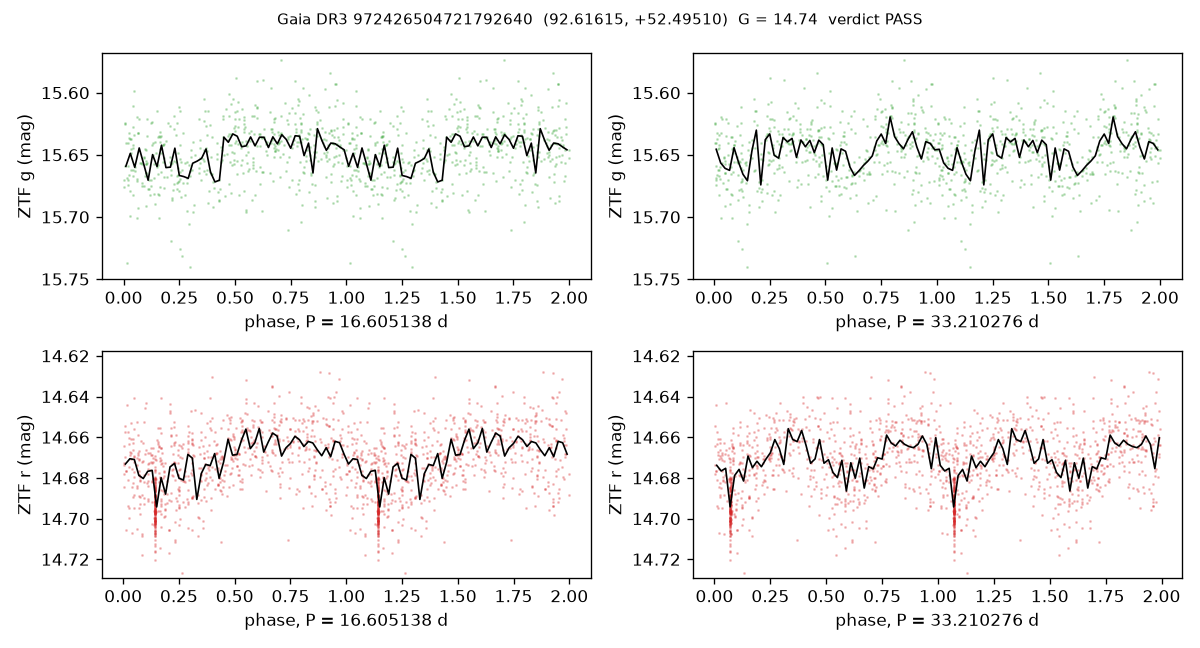 Gaia DR3 972426504721792640  (92.61615, +52.49510)  G = 14.74  verdict PASS
ZTF g (mag)
15.60
15.65
15.70
15.75
0.00 0.25 0.50 0.75 1.00 1.25 1.50 1.75 2.00
phase, P = 16.605138 d
ZTF g (mag)
15.60
15.65
15.70
15.75
0.00 0.25 0.50 0.75 1.00 1.25 1.50 1.75 2.00
phase, P = 33.210276 d
ZTF r (mag)
14.62
14.64
14.66
14.68
14.70
14.72
0.00 0.25 0.50 0.75 1.00 1.25 1.50 1.75 2.00
phase, P = 16.605138 d
ZTF r (mag)
14.62
14.64
14.66
14.68
14.70
14.72
0.00 0.25 0.50 0.75 1.00 1.25 1.50 1.75 2.00
phase, P = 33.210276 d